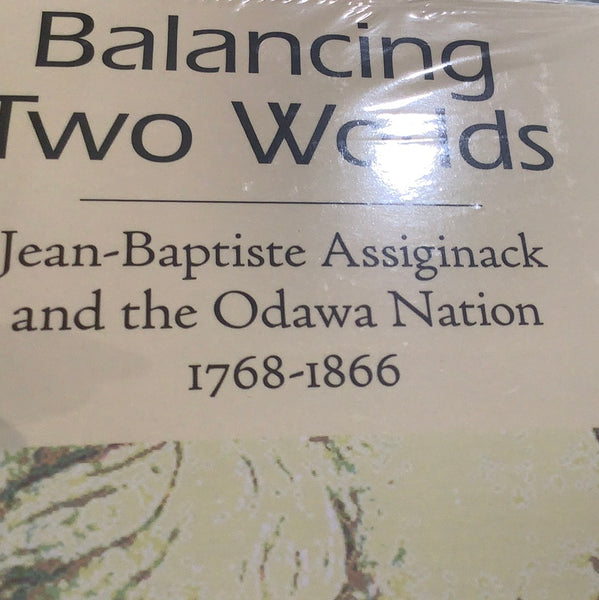 Balancing
Two Worlds
Jean-Baptiste Assiginack
and the Odawa Nation
1768-1866